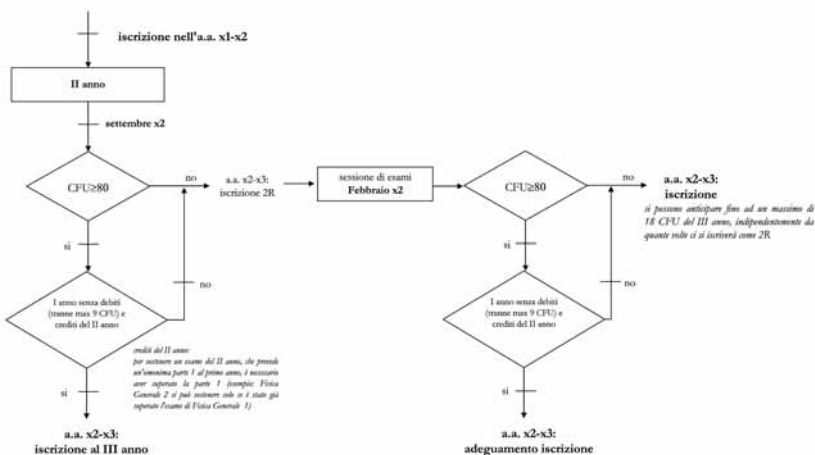 iscrizione nell'a.a. x1-x2
II anno
settembre x2
CFU≥80
no
si
I anno senza debiti
(tranne max 9 CFU) e
crediti del II anno
no
si
a.a. x2-x3:
iscrizione al III anno
crediti del II anno:
per sostenere un esame del II anno, che prevede
un'omonima parte 1 al primo anno, è necessario
aver superato la parte 1 (esempio: Fisica
Generale 2 si può sostenere solo se è stato già
superato l'esame di Fisica Generale 1)
a.a. x2-x3:
iscrizione 2R
sessione di esami
Febbraio x2
CFU≥80
no
si
I anno senza debiti
(tranne max 9 CFU) e
crediti del II anno
no
si
a.a. x2-x3:
adeguamento iscrizione
a.a. x2-x3:
iscrizione
si possono anticipare fino ad un massimo di
18 CFU del III anno, indipendentemente da
quante volte ci si iscriverà come 2R